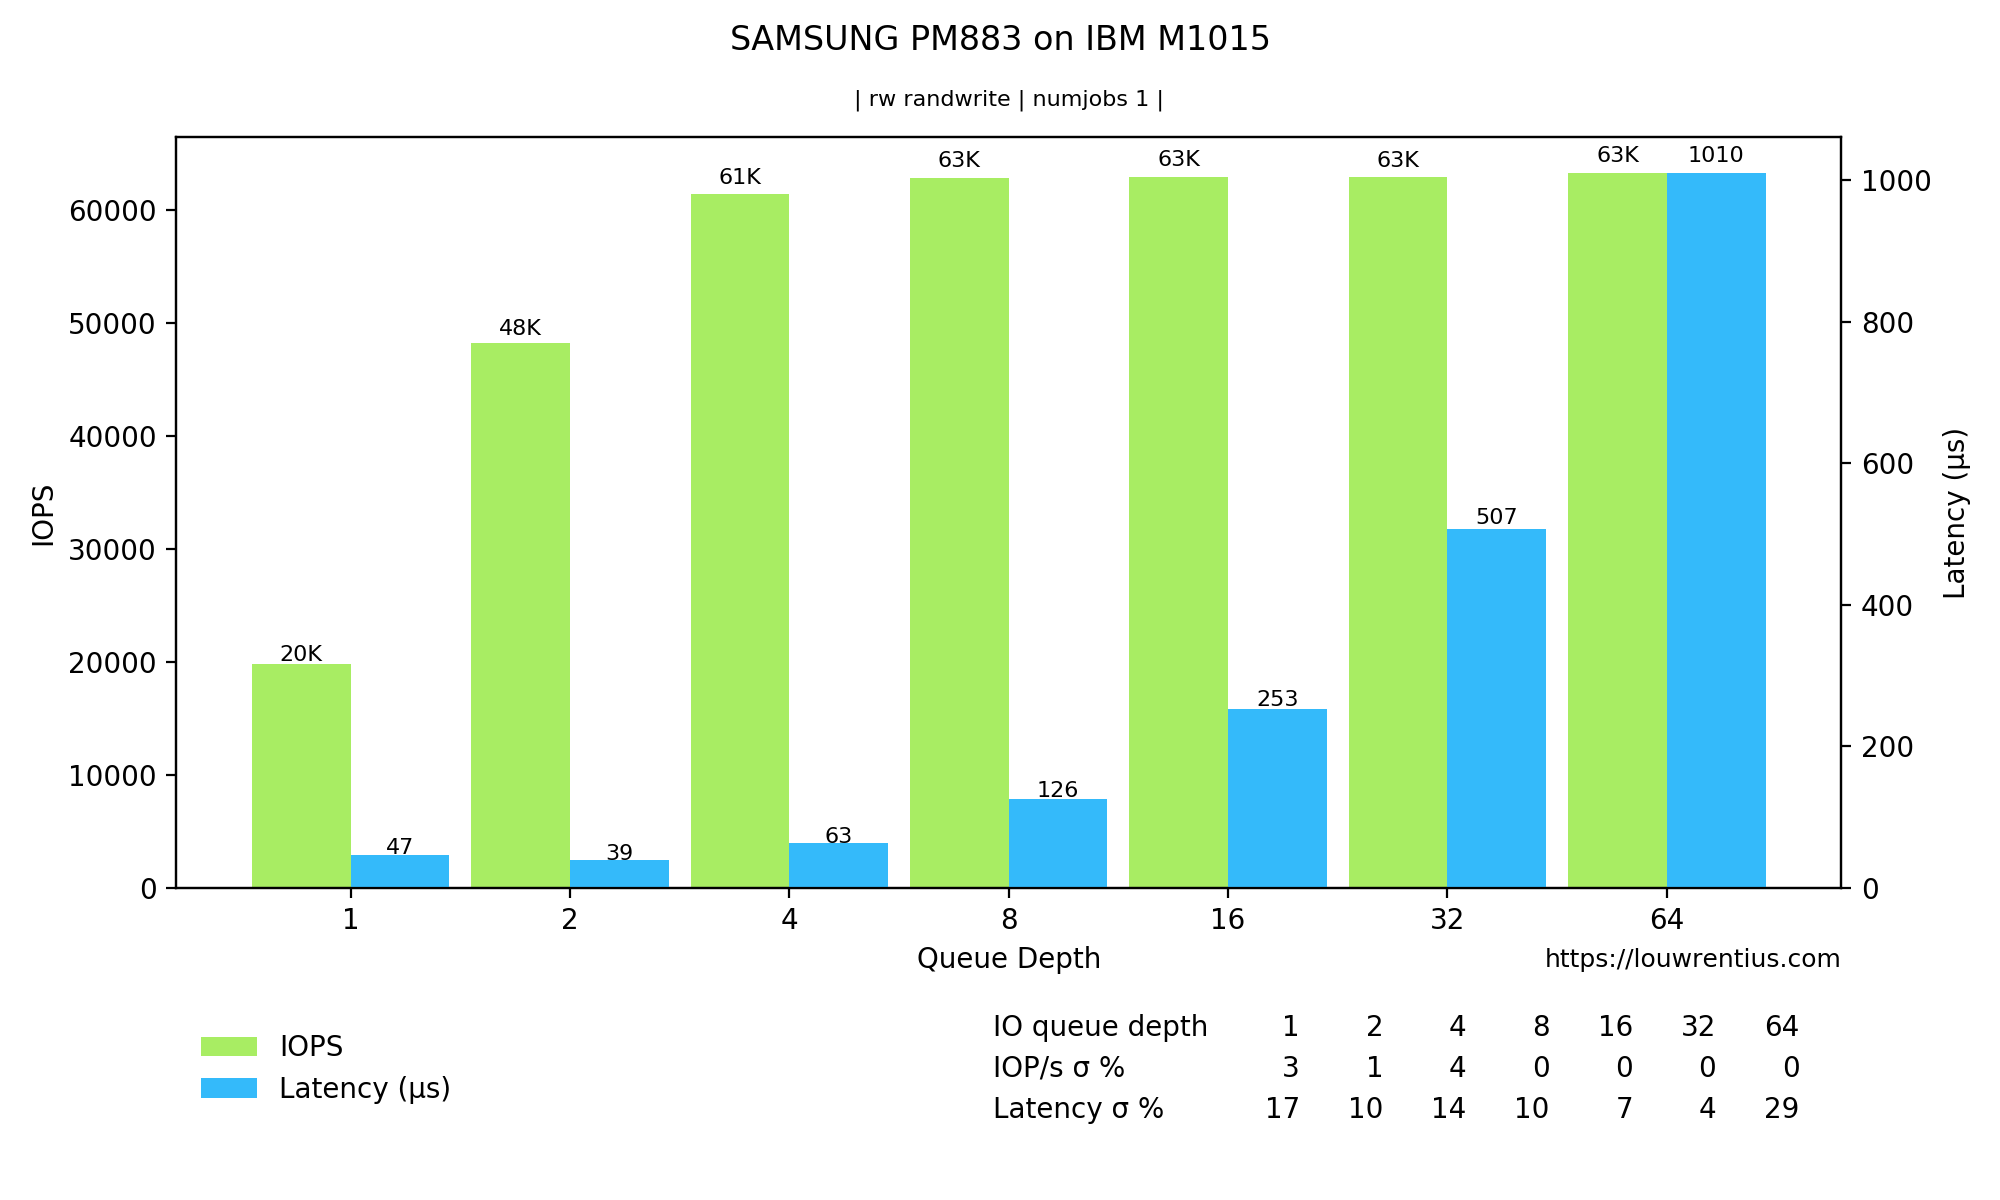 SAMSUNG PM883 on IBM M1015
| rw randwrite | numjobs 1 |
63K 63K 63K 63K 1010
61K
60000 1000
50000 800
48K
40000
600
IOPS
Latency (µs)
507
30000
400
20K
20000
253
200
10000
126
47 39 63
0 0
1 2 4 8 16 32 64
Queue Depth
https://louwrentius.com
IOPS
Latency (µs)
IO queue depth 1 2 4 8 16 32 64
IOP/s σ % 3 1 4 0 0 0 0
Latency σ % 17 10 14 10 7 4 29